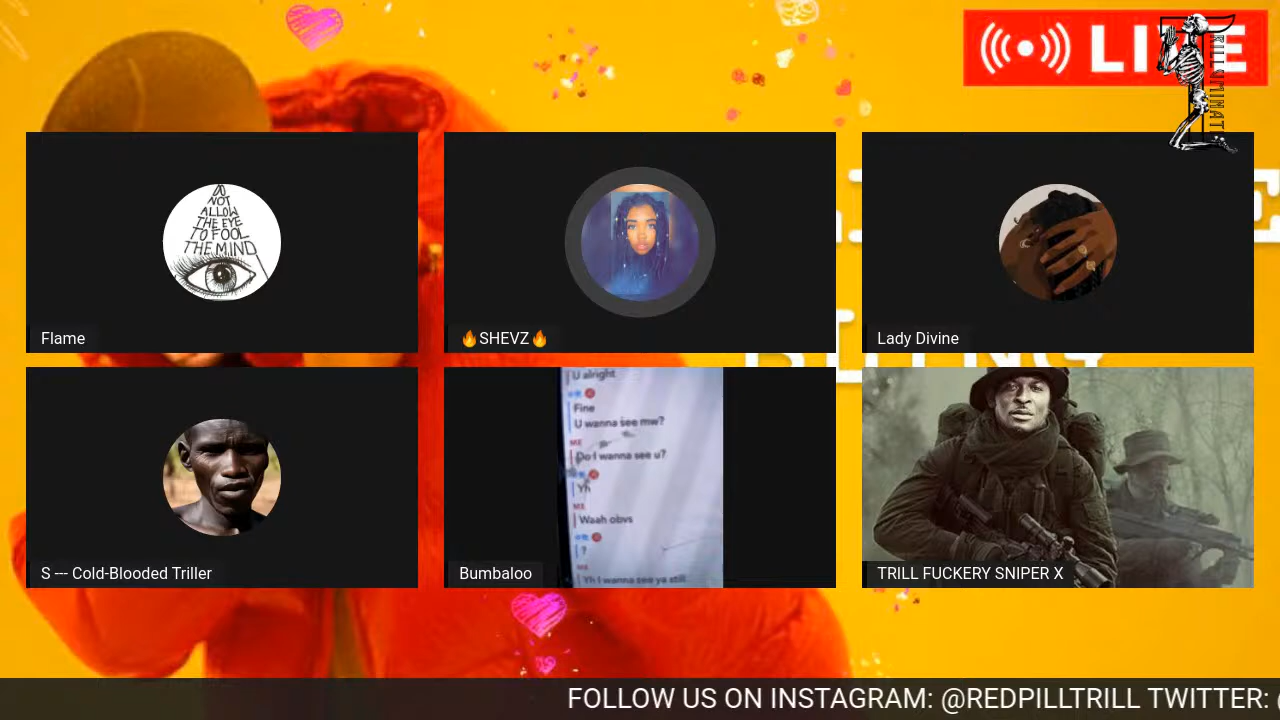 LIVE
TRILLUMINATI
DO
NOT
ALLOW
THE EYE
TO FOOL
THE MIND
Flame
🔥SHEVZ🔥
Lady Divine
U alright
Fine
U wanna see mw?
ME
Do I wanna see u?
Yh
ME
Waah obvs
?
ME
Yh I wanna see ya still
S --- Cold-Blooded Triller
Bumbaloo
TRILL FUCKERY SNIPER X
FOLLOW US ON INSTAGRAM: @REDPILLTRILL TWITTER: